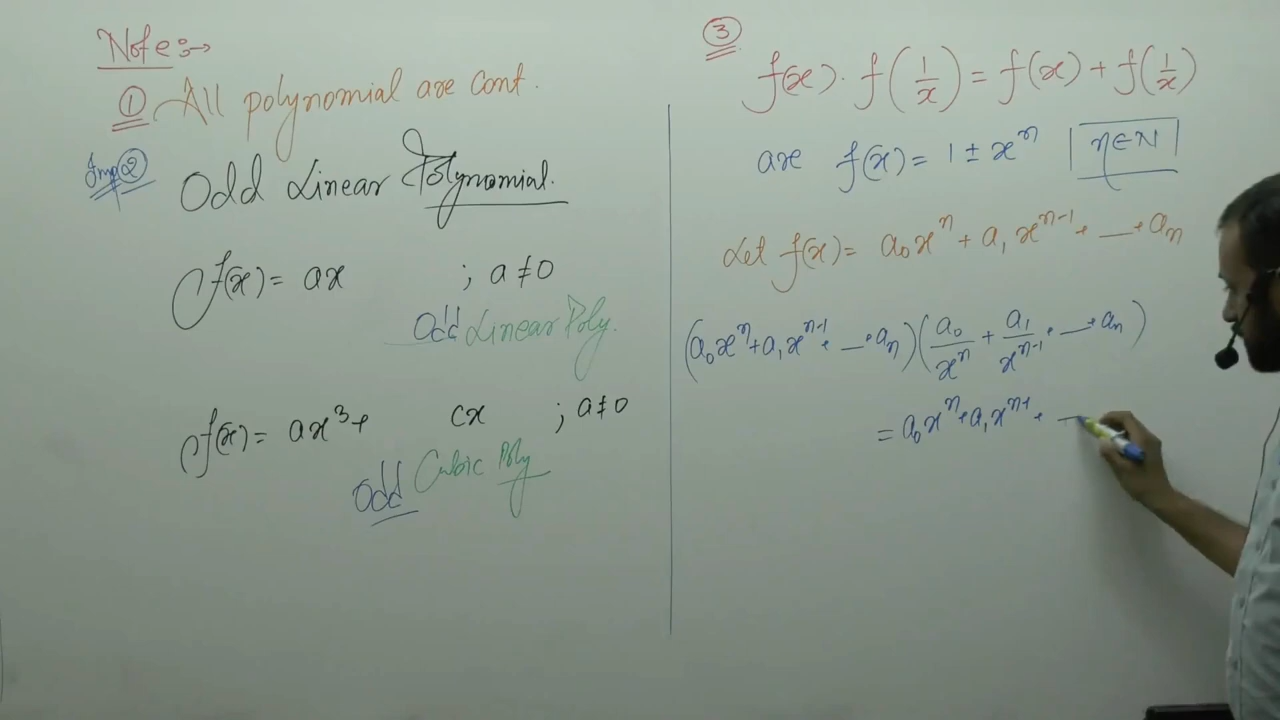 Note :→
① All polynomial are cont.
Imp ② Odd Linear Polynomial.
f(x) = ax ; a ≠ 0
Odd Linear Poly.
f(x) = ax³ + cx ; a ≠ 0
Odd Cubic Poly
③ f(x). f(1/x) = f(x) + f(1/x)
are f(x) = 1 ± xⁿ n ∈ N
Let f(x) = a₀xⁿ + a₁xⁿ⁻¹ + — + aₙ
(a₀xⁿ + a₁xⁿ⁻¹ + — + aₙ)(a₀/xⁿ + a₁/xⁿ⁻¹ + — + aₙ)
= a₀xⁿ + a₁xⁿ⁻¹ + —